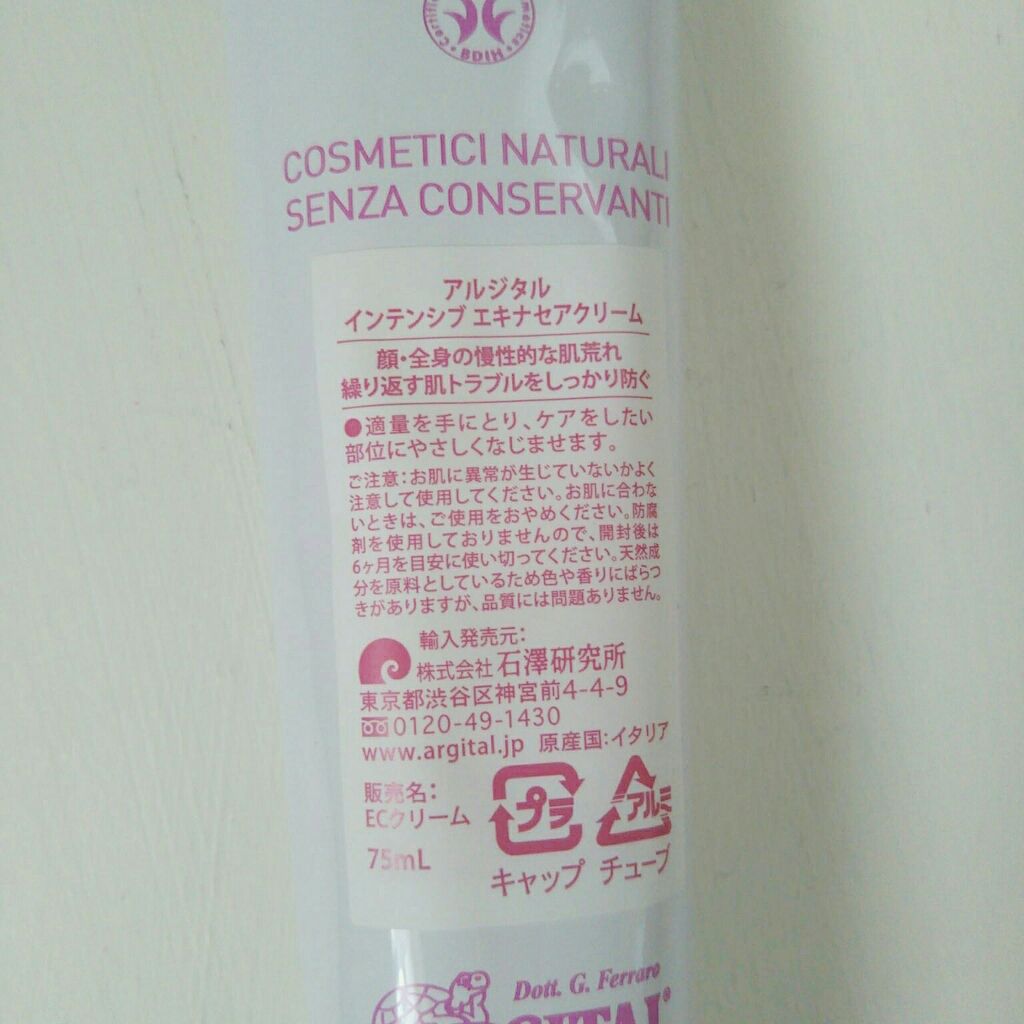 BDIH
COSMETICI NATURALI
SENZA CONSERVANTI
アルジタル
インテンシブ エキナセアクリーム
顔・全身の慢性的な肌荒れ
繰り返す肌トラブルをしっかり防ぐ
●適量を手にとり、ケアをしたい
部位にやさしくなじませます。
ご注意：お肌に異常が生じていないかよく
注意して使用してください。お肌に合わな
いときは、ご使用をおやめください。防腐
剤を使用しておりませんので、開封後は
6ヶ月を目安に使い切ってください。天然成
分を原料としているため色や香りにばらつ
きがありますが、品質には問題ありません。
輸入発売元：
株式会社 石澤研究所
東京都渋谷区神宮前4-4-9
0120-49-1430
www.argital.jp 原産国：イタリア
販売名：
ECクリーム
75mL
プラ アルミ
キャップ チューブ
Dott. G. Ferraro